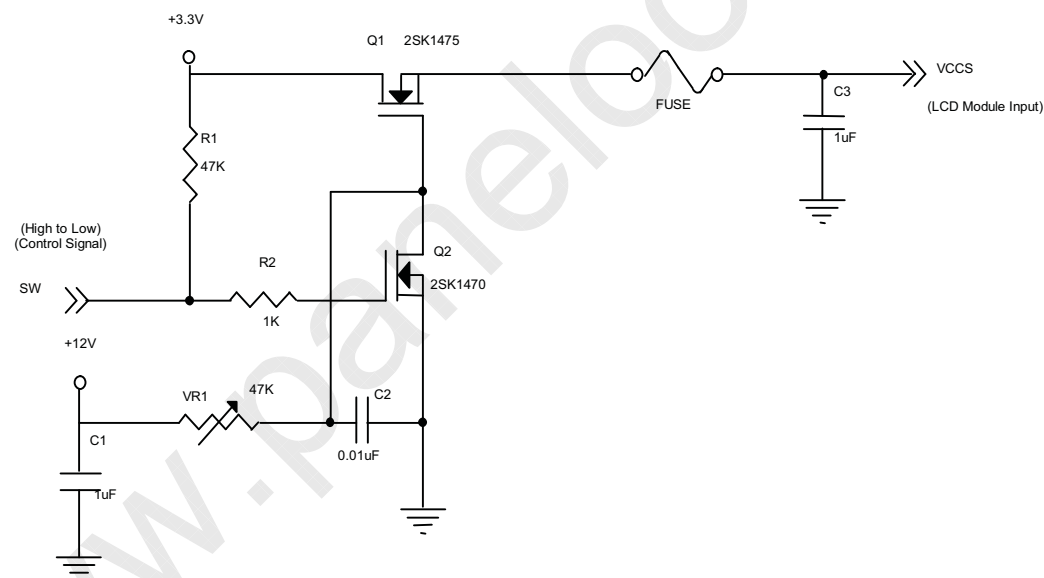 +3.3V
Q1 2SK1475
VCCS
FUSE
C3
(LCD Module Input)
R1
1uF
47K
(High to Low)
(Control Signal)
Q2
R2
2SK1470
SW
1K
+12V
47K
VR1
C2
C1
0.01uF
1uF
www.paneloo